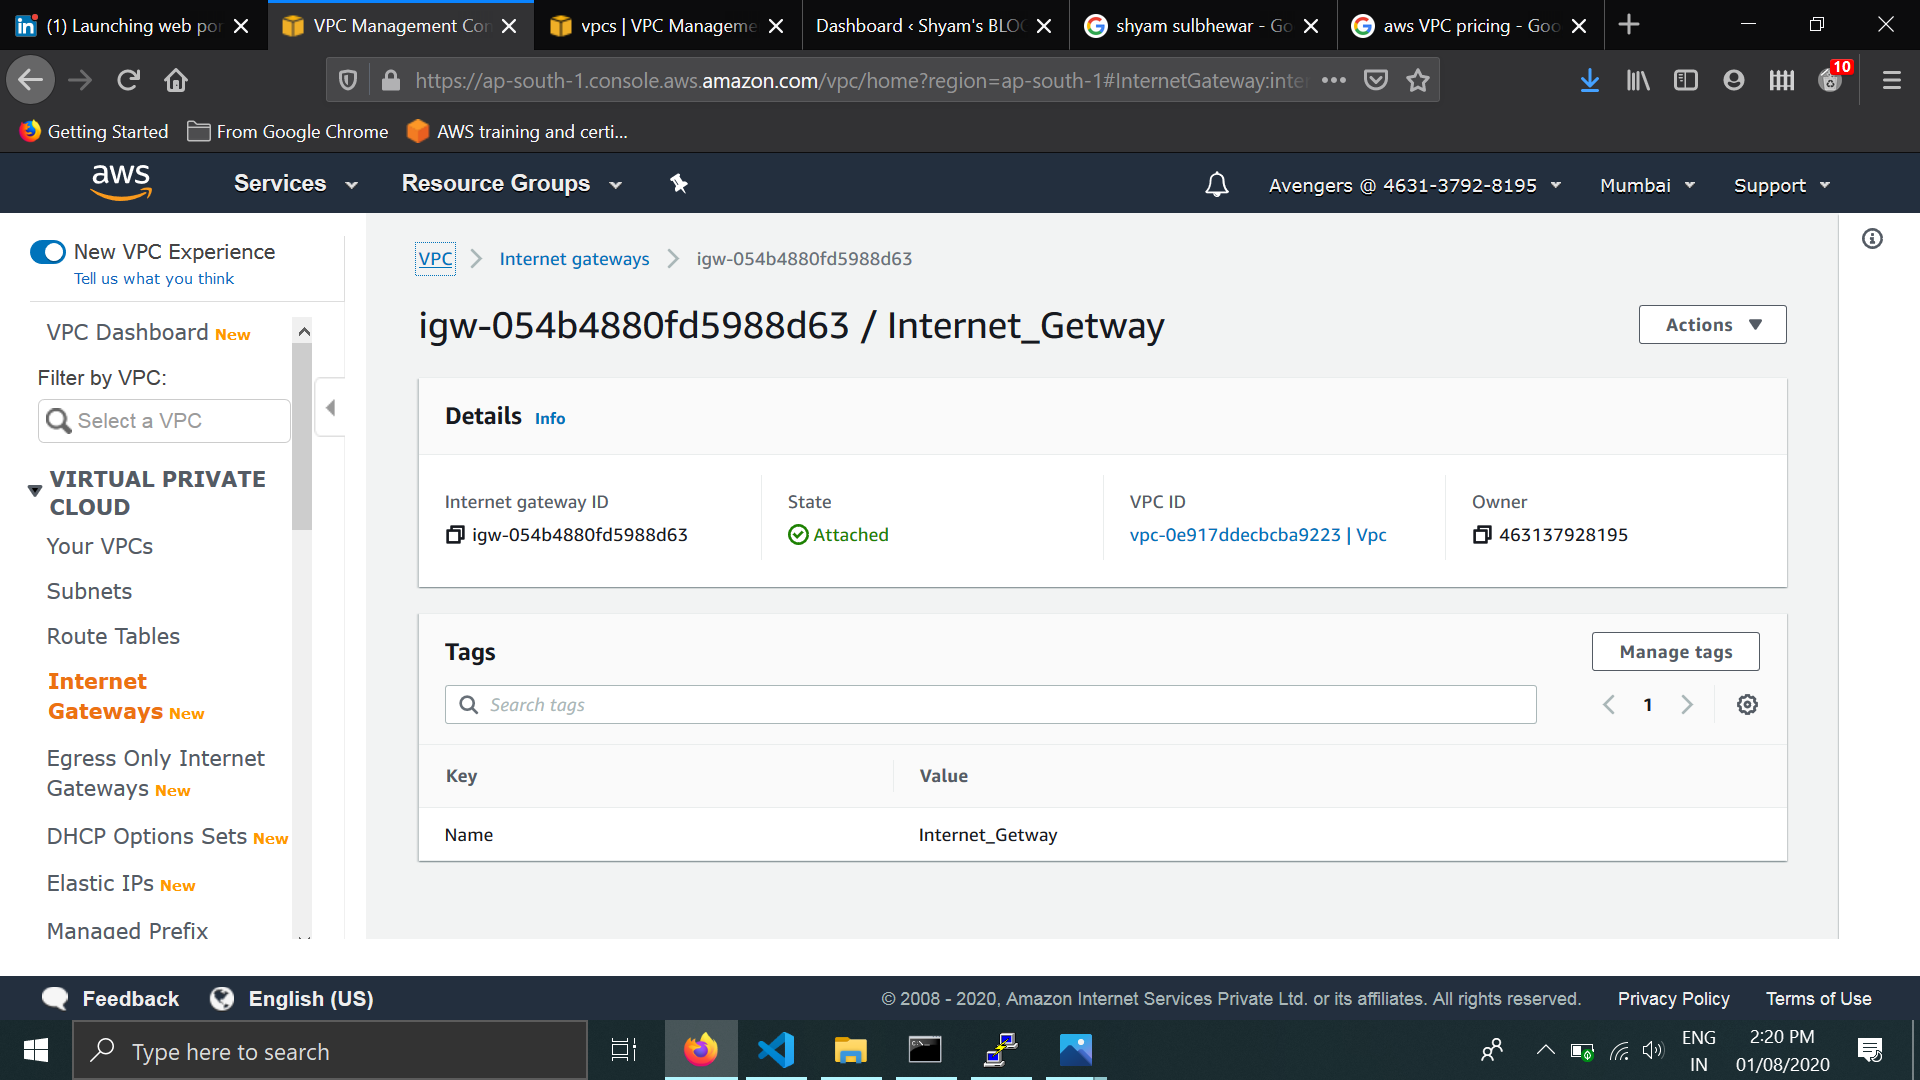 (1) Launching web po
VPC Management Con
vpcs | VPC Manageme
Dashboard ‹ Shyam's BLO
shyam sulbhewar - Go
aws VPC pricing - Goo
https://ap-south-1.console.aws.amazon.com/vpc/home?region=ap-south-1#InternetGateway:inter
10
Getting Started
From Google Chrome
AWS training and certi...
aws
Services
Resource Groups
Avengers @ 4631-3792-8195
Mumbai
Support
New VPC Experience
Tell us what you think
VPC Dashboard New
Filter by VPC:
Select a VPC
VIRTUAL PRIVATE
CLOUD
Your VPCs
Subnets
Route Tables
Internet
Gateways New
Egress Only Internet
Gateways New
DHCP Options Sets New
Elastic IPs New
Managed Prefix
VPC
Internet gateways
igw-054b4880fd5988d63
igw-054b4880fd5988d63 / Internet_Getway
Actions
Details Info
Internet gateway ID
igw-054b4880fd5988d63
State
Attached
VPC ID
vpc-0e917ddecbcba9223 | Vpc
Owner
463137928195
Tags
Manage tags
Search tags
1
Key
Value
Name
Internet_Getway
Feedback
English (US)
© 2008 - 2020, Amazon Internet Services Private Ltd. or its affiliates. All rights reserved.
Privacy Policy
Terms of Use
Type here to search
ENG
IN
2:20 PM
01/08/2020